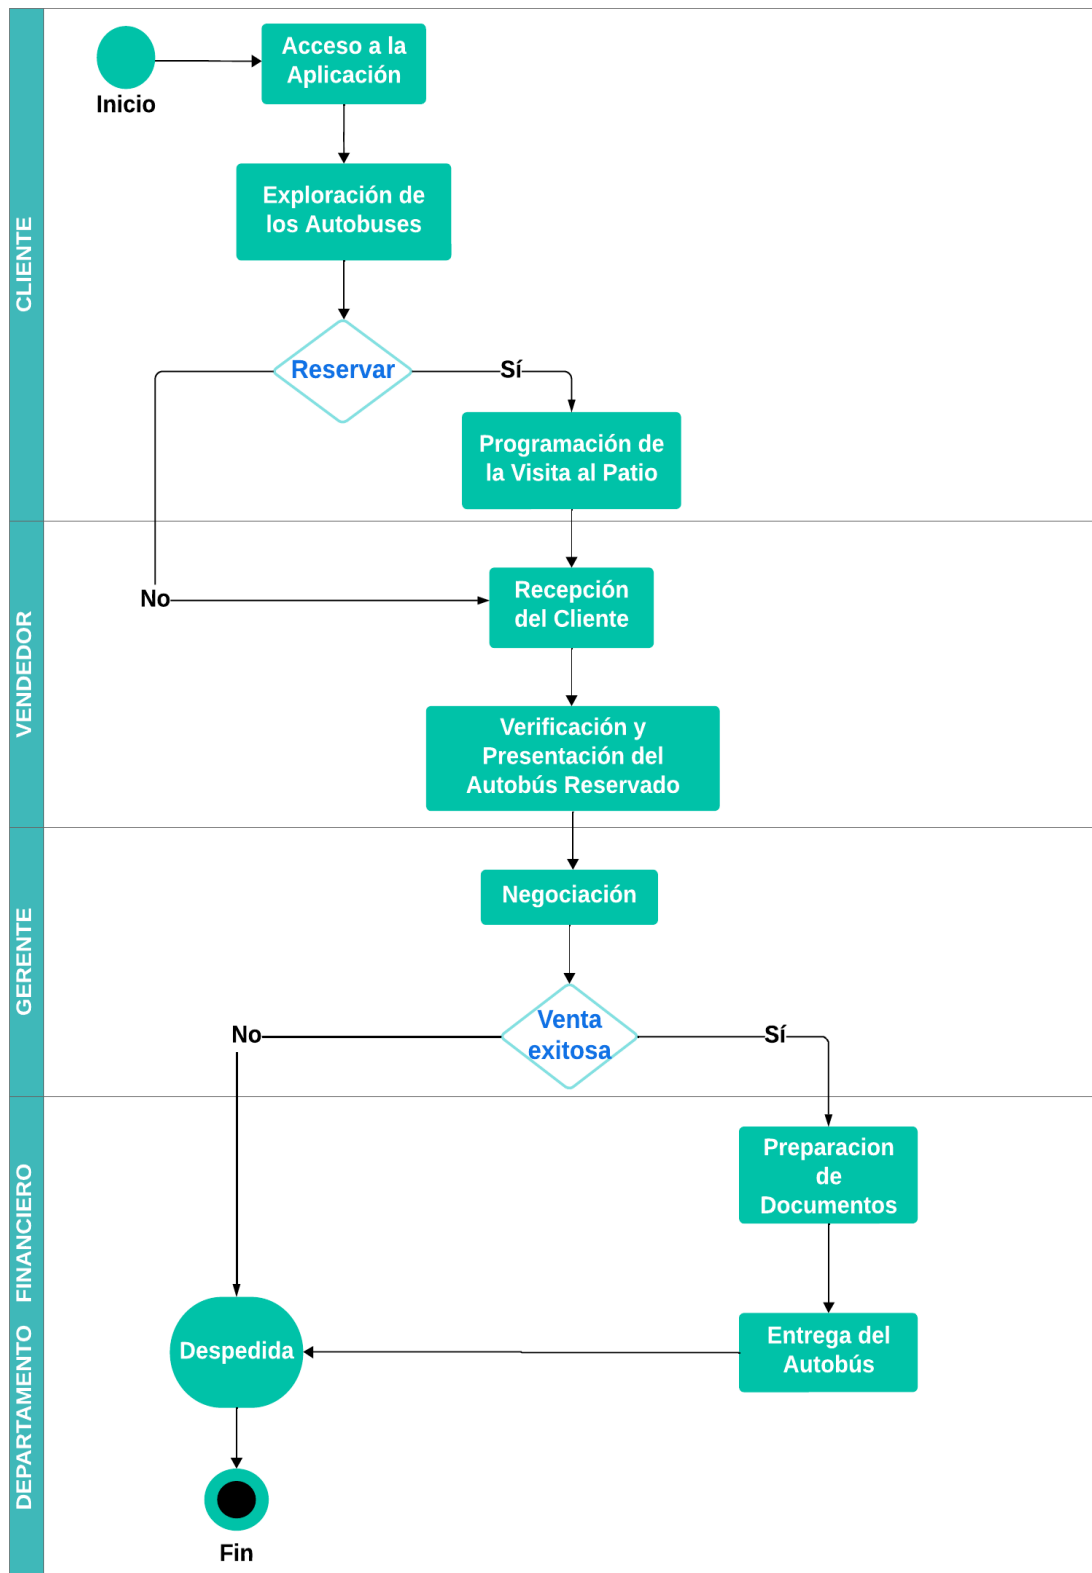 CLIENTE
Inicio
Acceso a la
Aplicación
Exploración de
los Autobuses
Reservar
Sí
Programación de
la Visita al Patio
VENDEDOR
No
Recepción
del Cliente
Verificación y
Presentación del
Autobús Reservado
GERENTE
Negociación
Venta
exitosa
No
Sí
DEPARTAMENTO FINANCIERO
Preparacion
de
Documentos
Entrega del
Autobús
Despedida
Fin